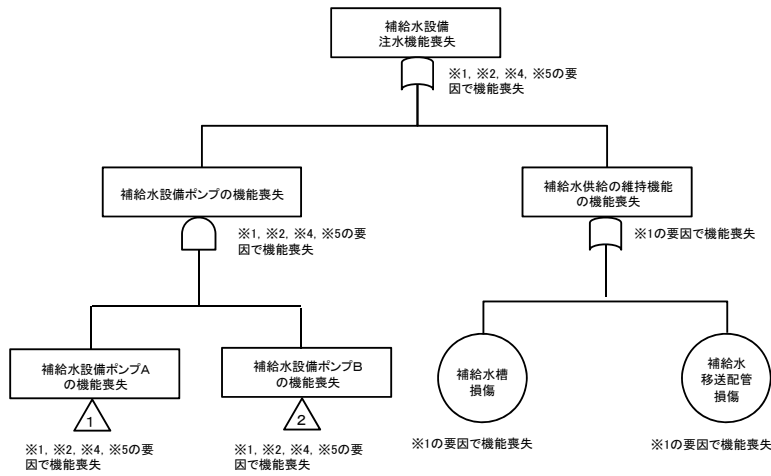 補給水設備
注水機能喪失
※1, ※2, ※4, ※5の要
因で機能喪失
補給水設備ポンプの機能喪失
※1, ※2, ※4, ※5の要
因で機能喪失
補給水供給の維持機能
の機能喪失
※1の要因で機能喪失
補給水設備ポンプA
の機能喪失
1
※1, ※2, ※4, ※5の要
因で機能喪失
補給水設備ポンプB
の機能喪失
2
※1, ※2, ※4, ※5の要
因で機能喪失
補給水槽
損傷
※1の要因で機能喪失
補給水
移送配管
損傷
※1の要因で機能喪失